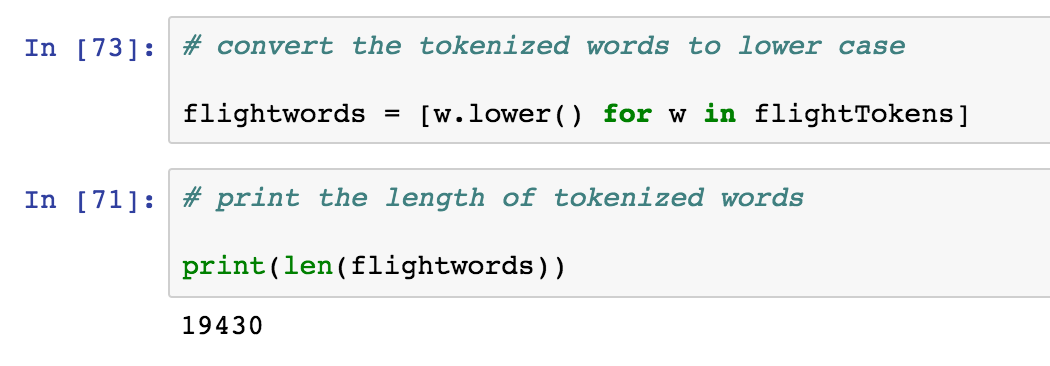 In [73]: # convert the tokenized words to lower case
flightwords = [w.lower() for w in flightTokens]
In [71]: # print the length of tokenized words
print(len(flightwords))
19430